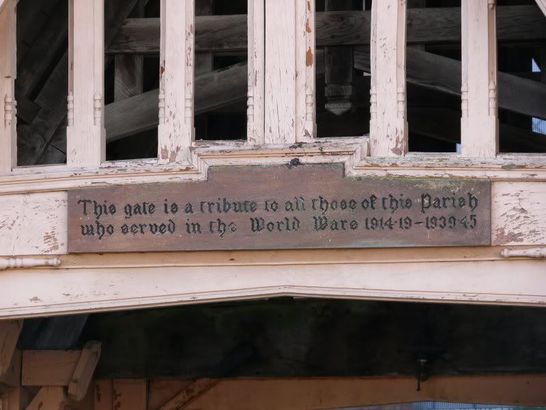 This gate is a tribute to all those of this Parish
who served in the World Wars 1914-19-1939-45